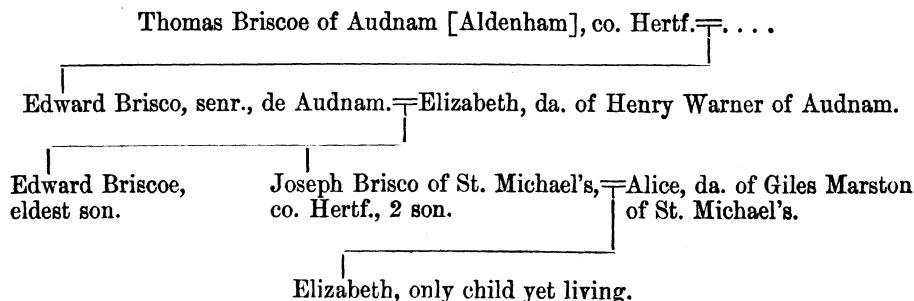 Thomas Briscoe of Audnam [Aldenham], co. Hertf.=. . . .
Edward Brisco, senr., de Audnam.=Elizabeth, da. of Henry Warner of Audnam.
Edward Briscoe,
eldest son.
Joseph Brisco of St. Michael's,
co. Hertf., 2 son.
=Alice, da. of Giles Marston
of St. Michael's.
Elizabeth, only child yet living.